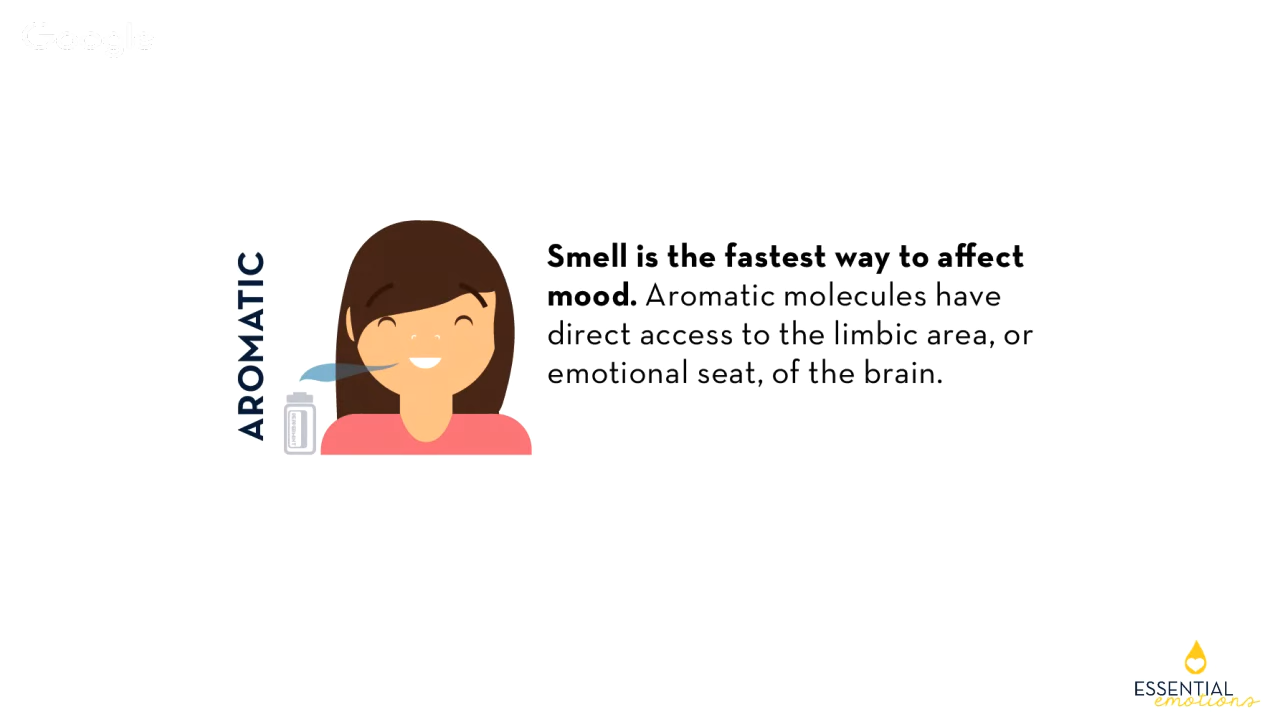 Google
AROMATIC
Smell is the fastest way to affect
mood. Aromatic molecules have
direct access to the limbic area, or
emotional seat, of the brain.
ESSENTIAL
emotions